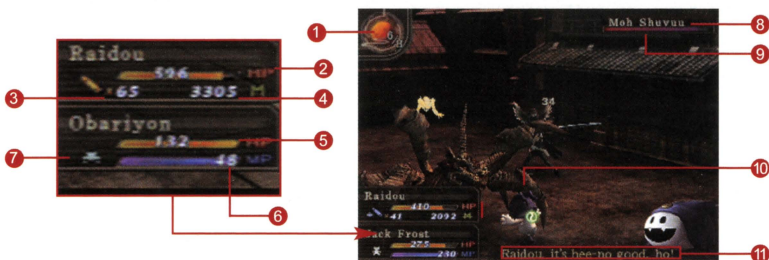 1
2
3
4
5
6
7
8
9
10
11
Raidou
596 HP
65 3305 M
Obariyon
132 HP
48 MP
Moh Shuvuu
34
Raidou
410 HP
41 2092 M
Jack Frost
275 HP
230 MP
Raidou, it's hee-no good, ho!